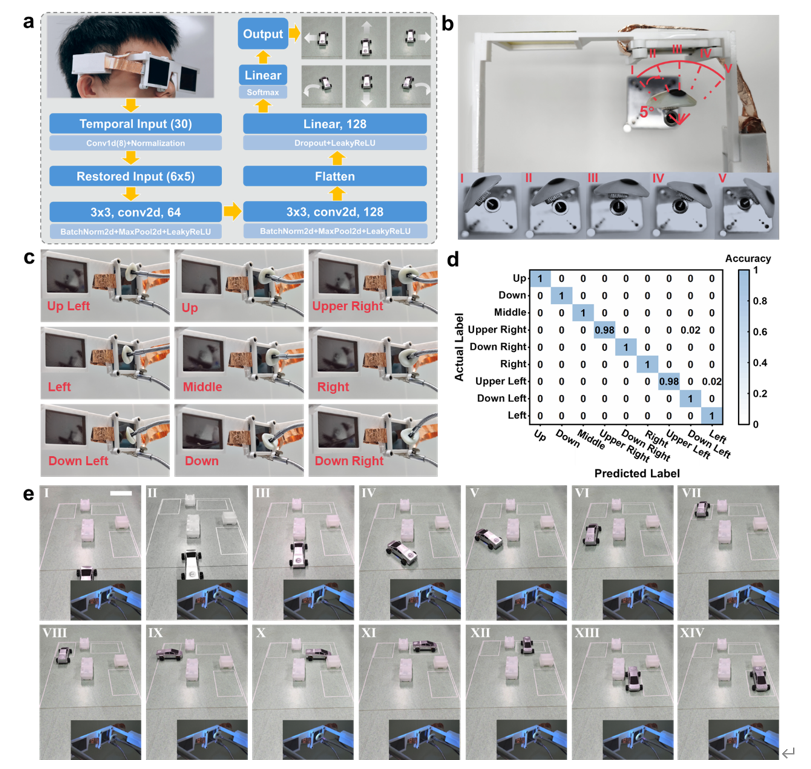 a
Output
Linear
Softmax
Temporal Input (30)
Conv1d(8)+Normalization
Linear, 128
Dropout+LeakyReLU
Restored Input (6x5)
Flatten
3x3, conv2d, 64
BatchNorm2d+MaxPool2d+LeakyReLU
3x3, conv2d, 128
BatchNorm2d+MaxPool2d+LeakyReLU
b
I
II
III
IV
V
5°
I
II
III
IV
V
c
Up Left
Up
Upper Right
Left
Middle
Right
Down Left
Down
Down Right
d
Accuracy
Actual Label
Up 1 0 0 0 0 0 0 0 0
Down 0 1 0 0 0 0 0 0 0
Middle 0 0 1 0 0 0 0 0 0
Upper Right 0 0 0 0.98 0 0 0 0.02 0
Down Right 0 0 0 0 1 0 0 0 0
Right 0 0 0 0 0 1 0 0 0
Upper Left 0 0 0 0 0 0 0.98 0 0.02
Down Left 0 0 0 0 0 0 0 1 0
Left 0 0 0 0 0 0 0 0 1
Up
Down
Middle
Upper Right
Down Right
Right
Upper Left
Down Left
Left
Predicted Label
1
0.8
0.6
0.4
0.2
0
e
I
II
III
IV
V
VI
VII
VIII
IX
X
XI
XII
XIII
XIV